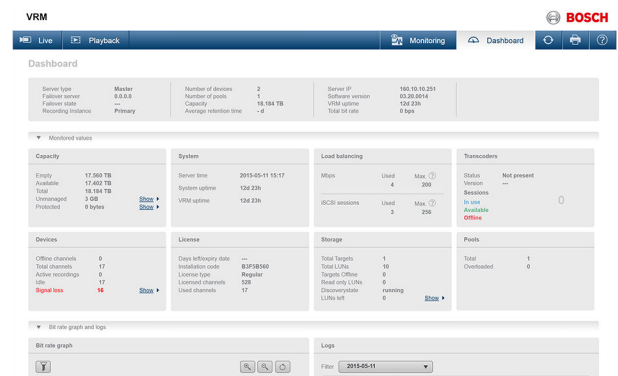 VRM
BOSCH
Live
Playback
Monitoring
Dashboard
Dashboard
Server type Master
Failover server 0.0.0.0
Failover state ---
Recording instance Primary
Number of devices 2
Number of pools 1
Capacity 18.184 TB
Average retention time - d
Server IP 160.10.10.251
Software version 03.20.0014
VRM uptime 12d 23h
Total bit rate 0 bps
Monitored values
Capacity
Empty 17.560 TB
Available 17.402 TB
Total 18.184 TB
Unmanaged 3 GB Show
Protected 0 bytes Show
System
Server time 2015-05-11 15:17
System uptime 12d 23h
VRM uptime 12d 23h
Load balancing
Mbps Used Max. ?
4 200
iSCSI sessions Used Max. ?
3 256
Transcoders
Status Not present
Version ---
Sessions
In use
Available
Offline
0
Devices
Offline channels 0
Total channels 17
Active recordings 0
Idle 17
Signal loss 16 Show
License
Days left/expiry date ---
Installation code B3F5B560
License type Regular
Licensed channels 528
Used channels 17
Storage
Total Targets 1
Total LUNs 10
Targets Offline 0
Read only LUNs 0
Discoverystate running
LUNs left 0 Show
Pools
Total 1
Overloaded 0
Bit rate graph and logs
Bit rate graph
Logs
Filter 2015-05-11